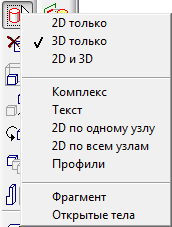 2D только
3D только
2D и 3D
Комплекс
Текст
2D по одному узлу
2D по всем узлам
Профили
Фрагмент
Открытые тела